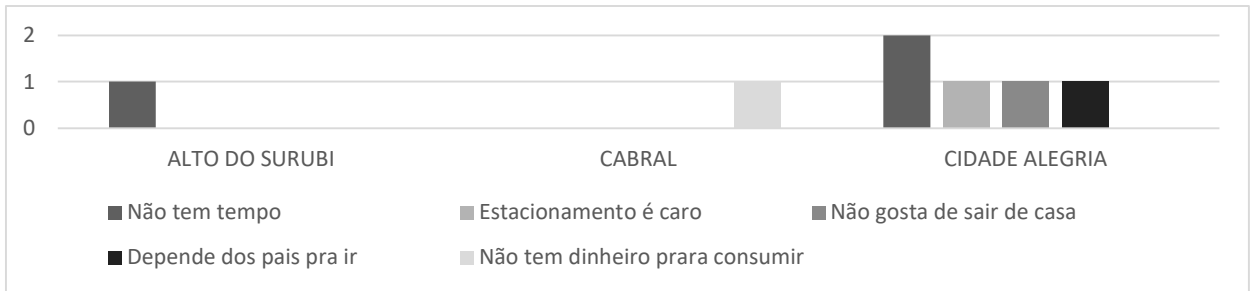 2
1
0
ALTO DO SURUBI CABRAL CIDADE ALEGRIA
Não tem tempo Estacionamento é caro Não gosta de sair de casa
Depende dos pais pra ir Não tem dinheiro prara consumir